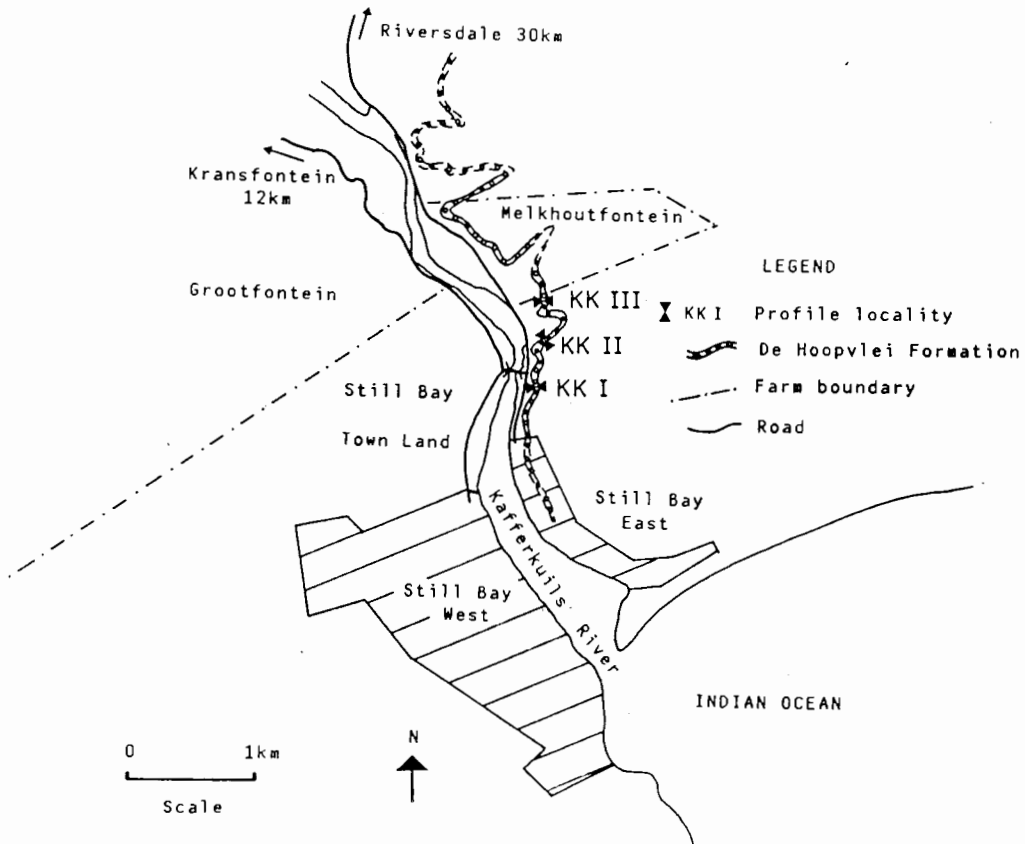 Riversdale 30km
Kransfontein
12km
Melkhoutfontein
Grootfontein
LEGEND
KK III
KK I Profile locality
KK II
De Hoopvlei Formation
Still Bay
KK I
Farm boundary
Town Land
Road
Still Bay
East
Kafferkuils River
Still Bay
West
INDIAN OCEAN
0 1km
N
Scale